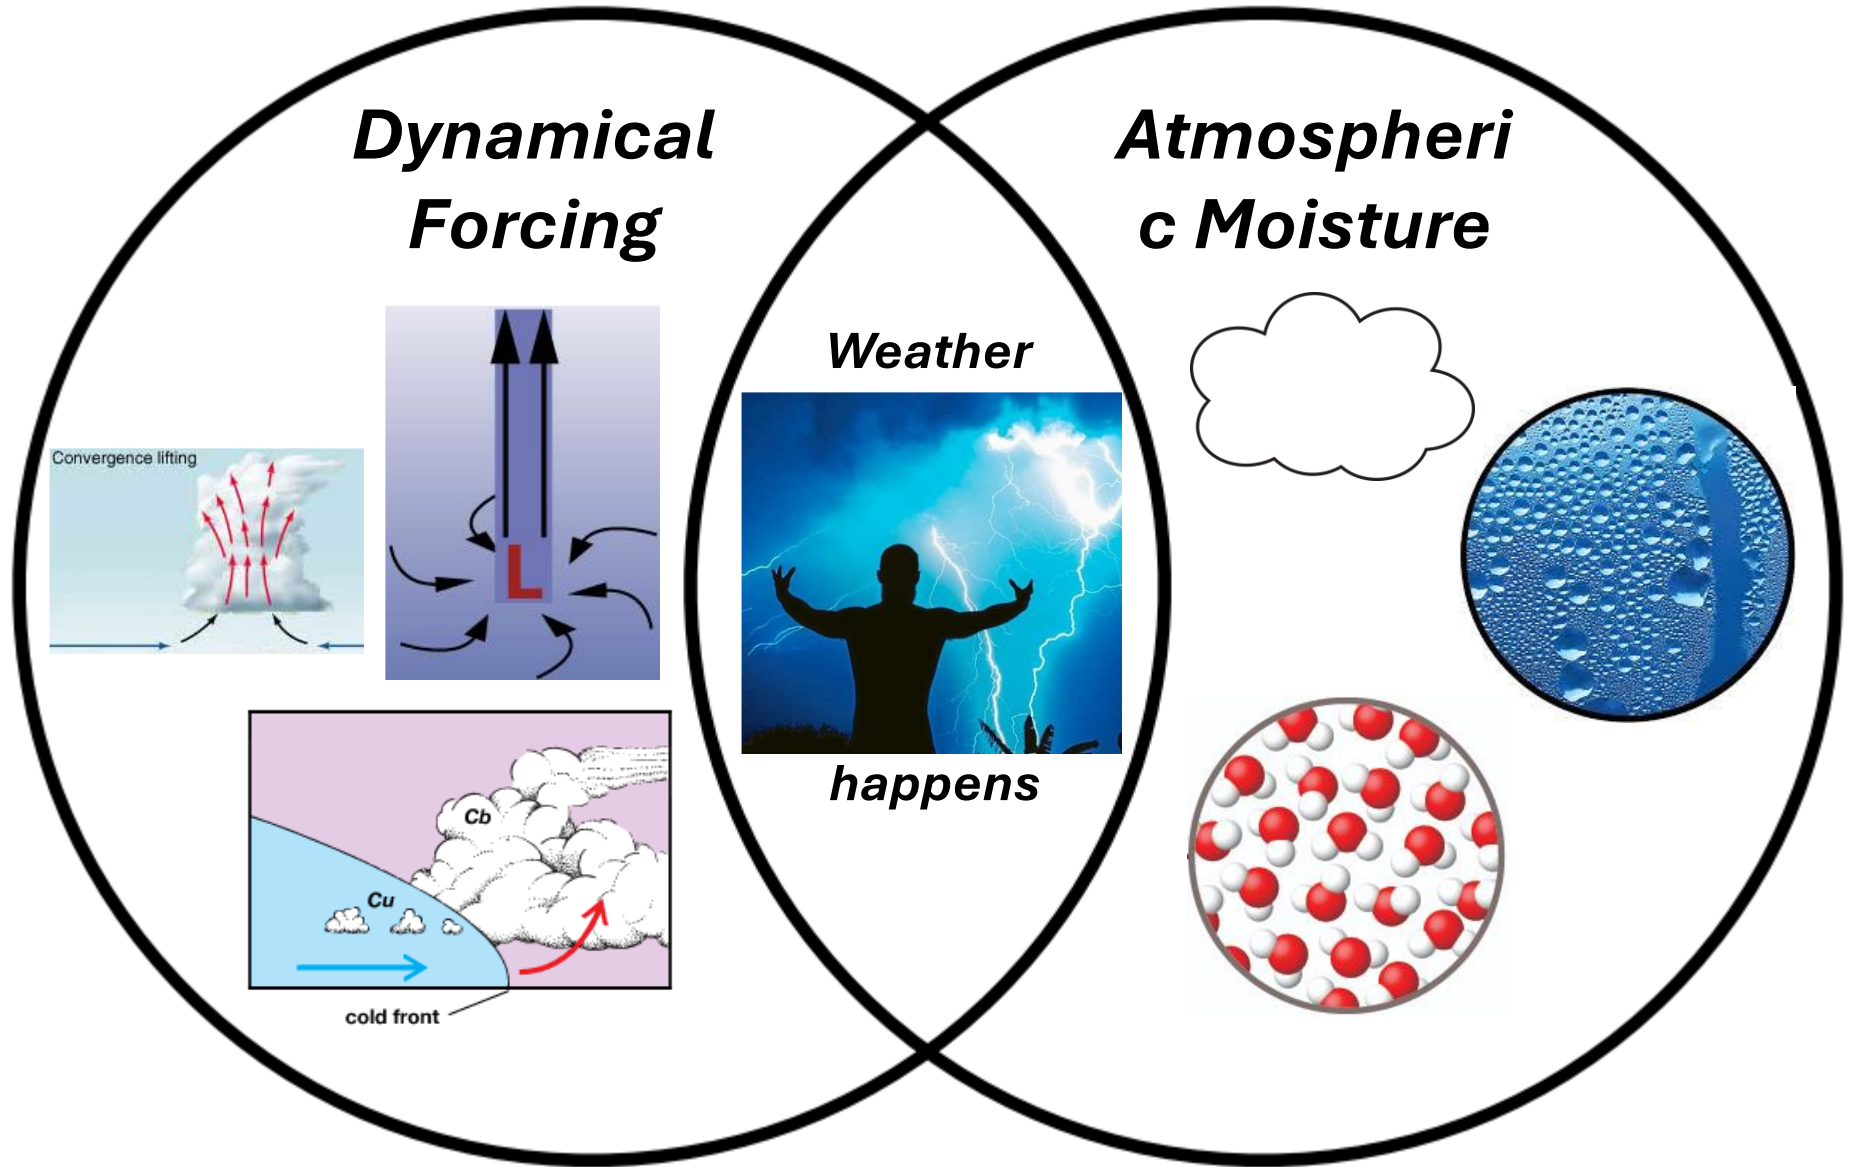 Dynamical
Forcing
Atmospheri
c Moisture
Weather
happens
Convergence lifting
L
Cb
Cu
cold front